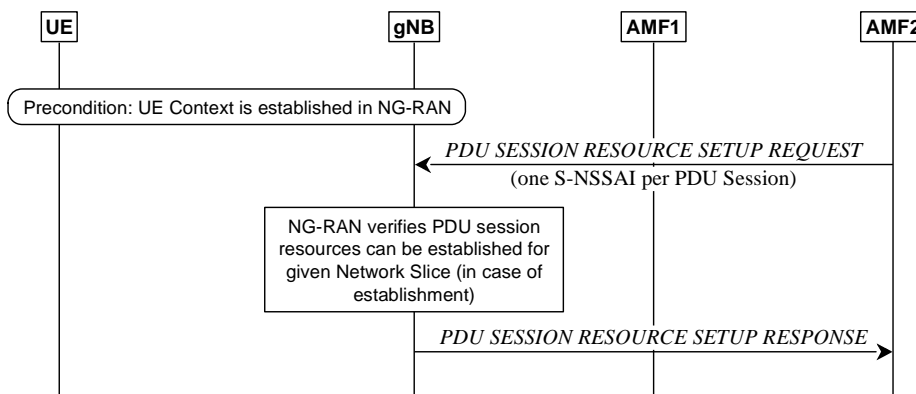 UE gNB AMF1 AMF2
Precondition: UE Context is established in NG-RAN
PDU SESSION RESOURCE SETUP REQUEST
(one S-NSSAI per PDU Session)
NG-RAN verifies PDU session
resources can be established for
given Network Slice (in case of
establishment)
PDU SESSION RESOURCE SETUP RESPONSE